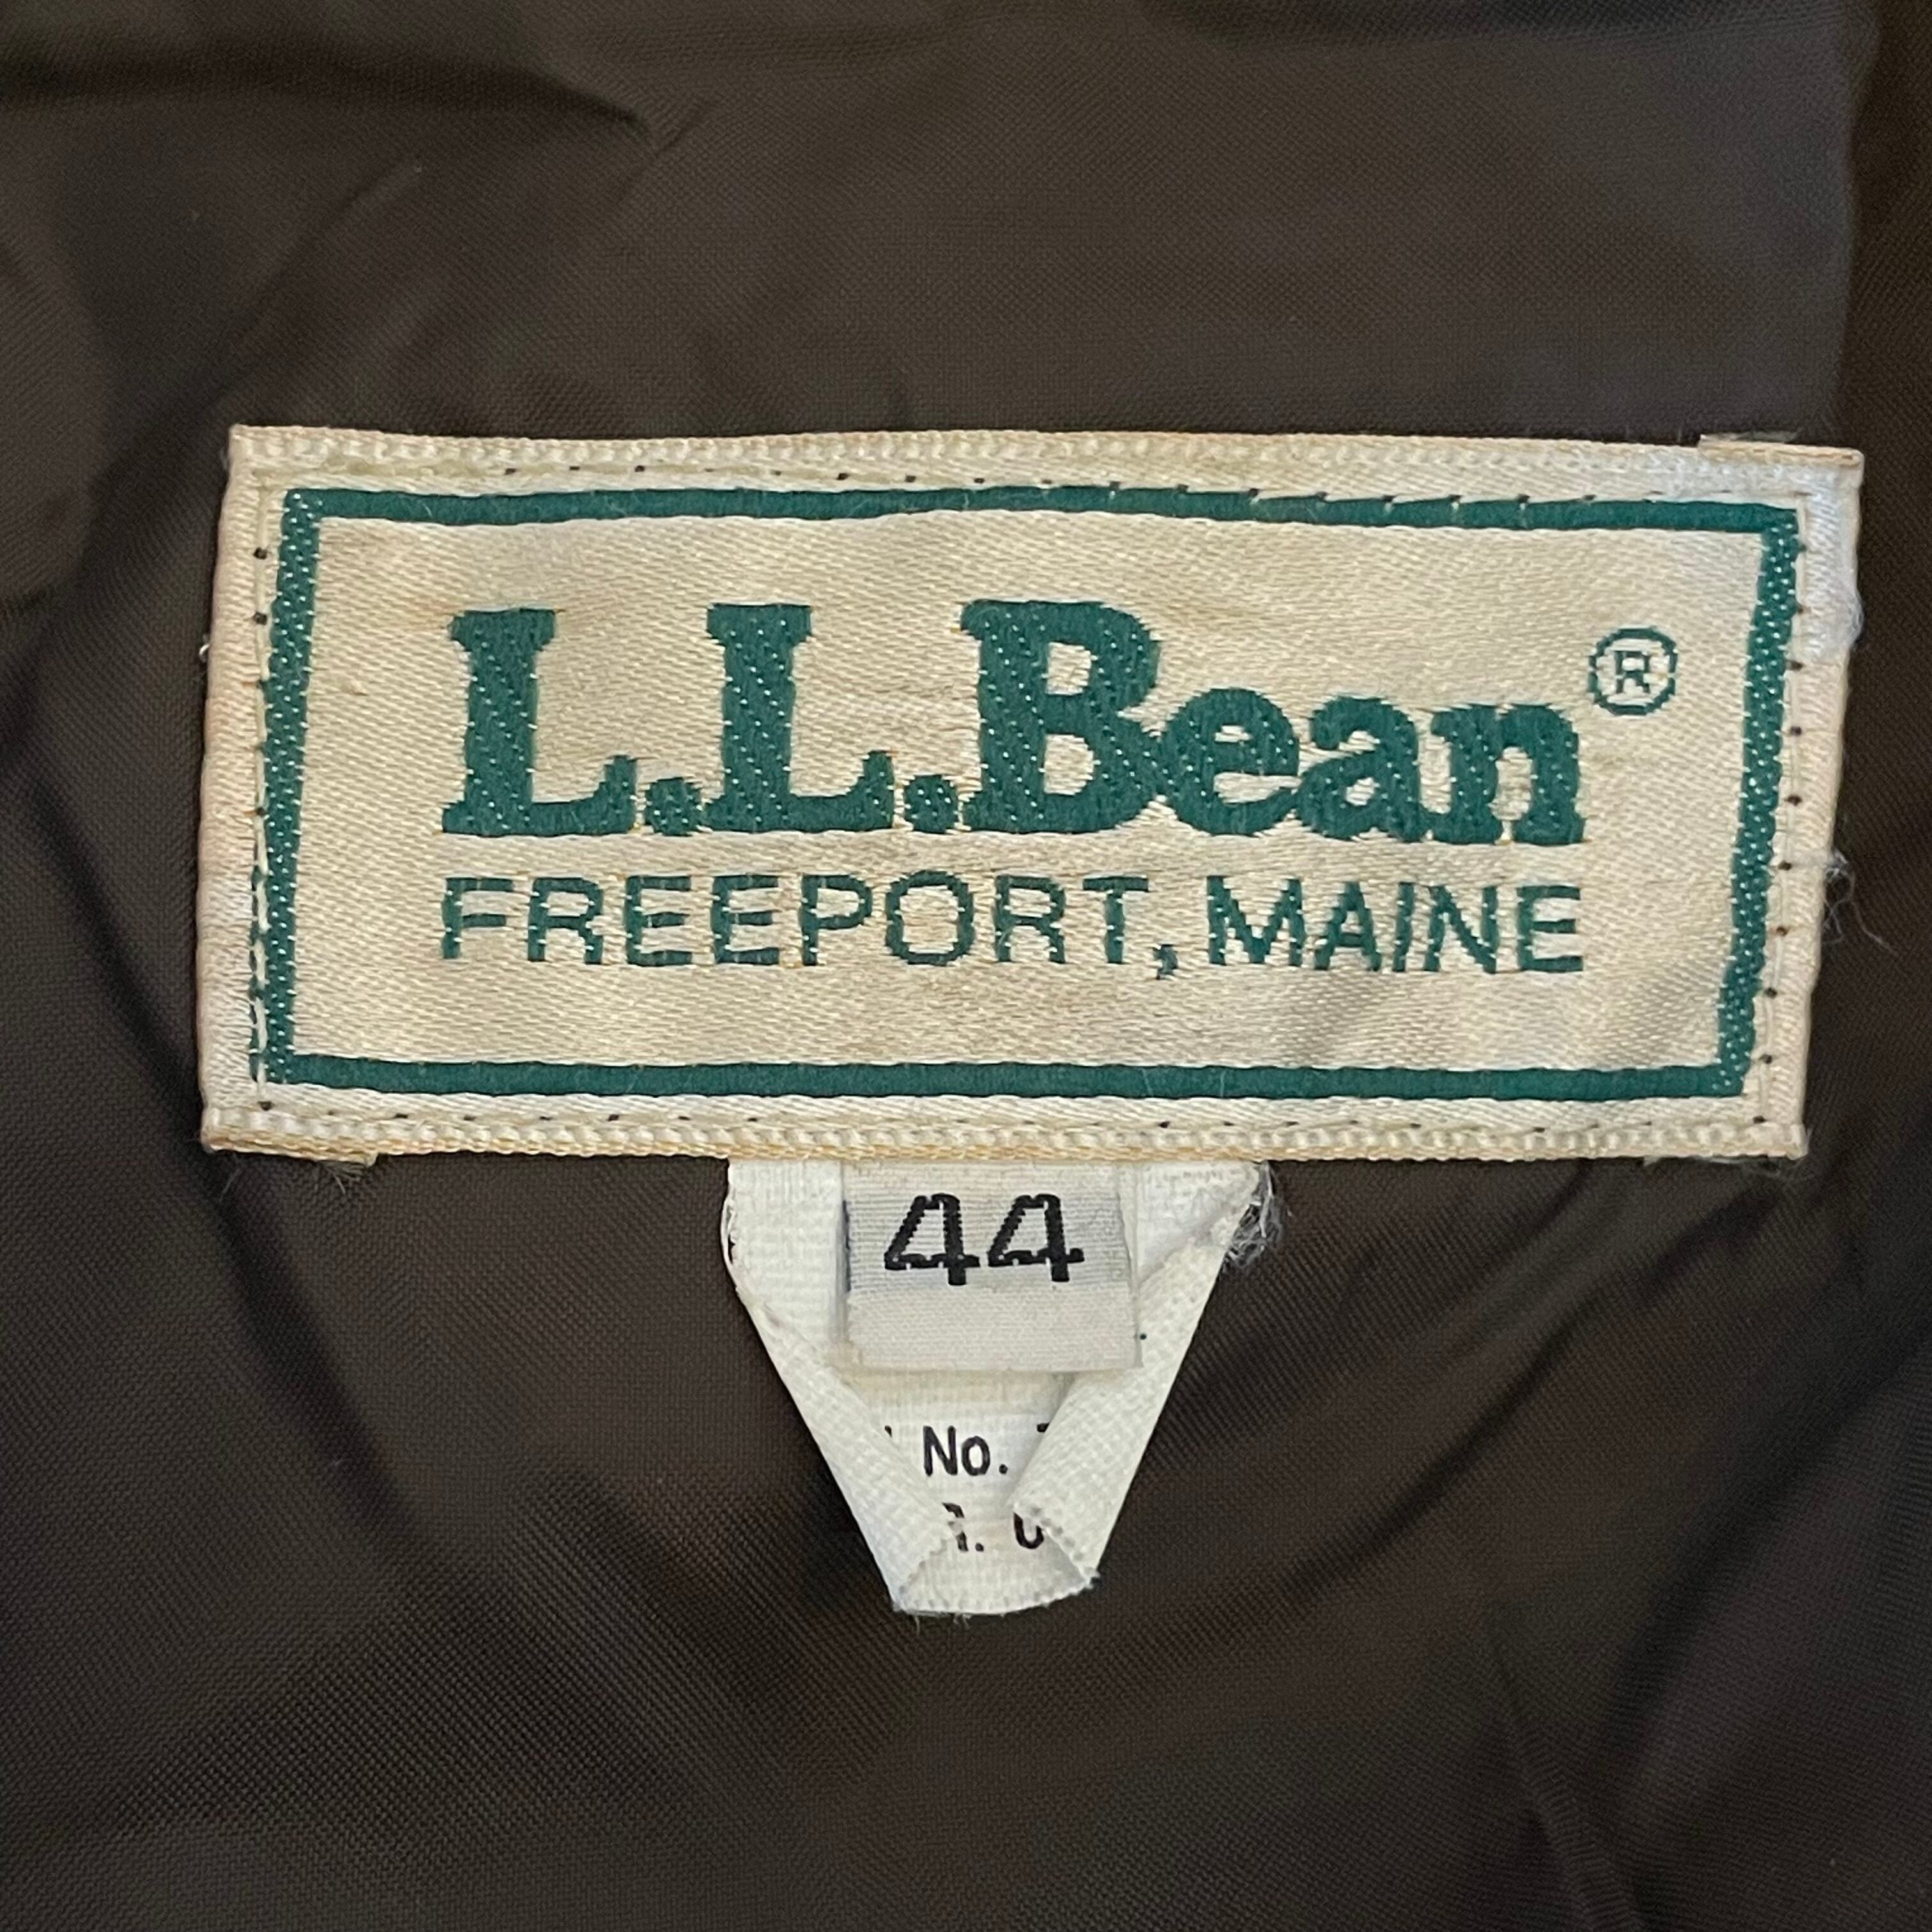 L.L.Bean®
FREEPORT, MAINE
44
No.